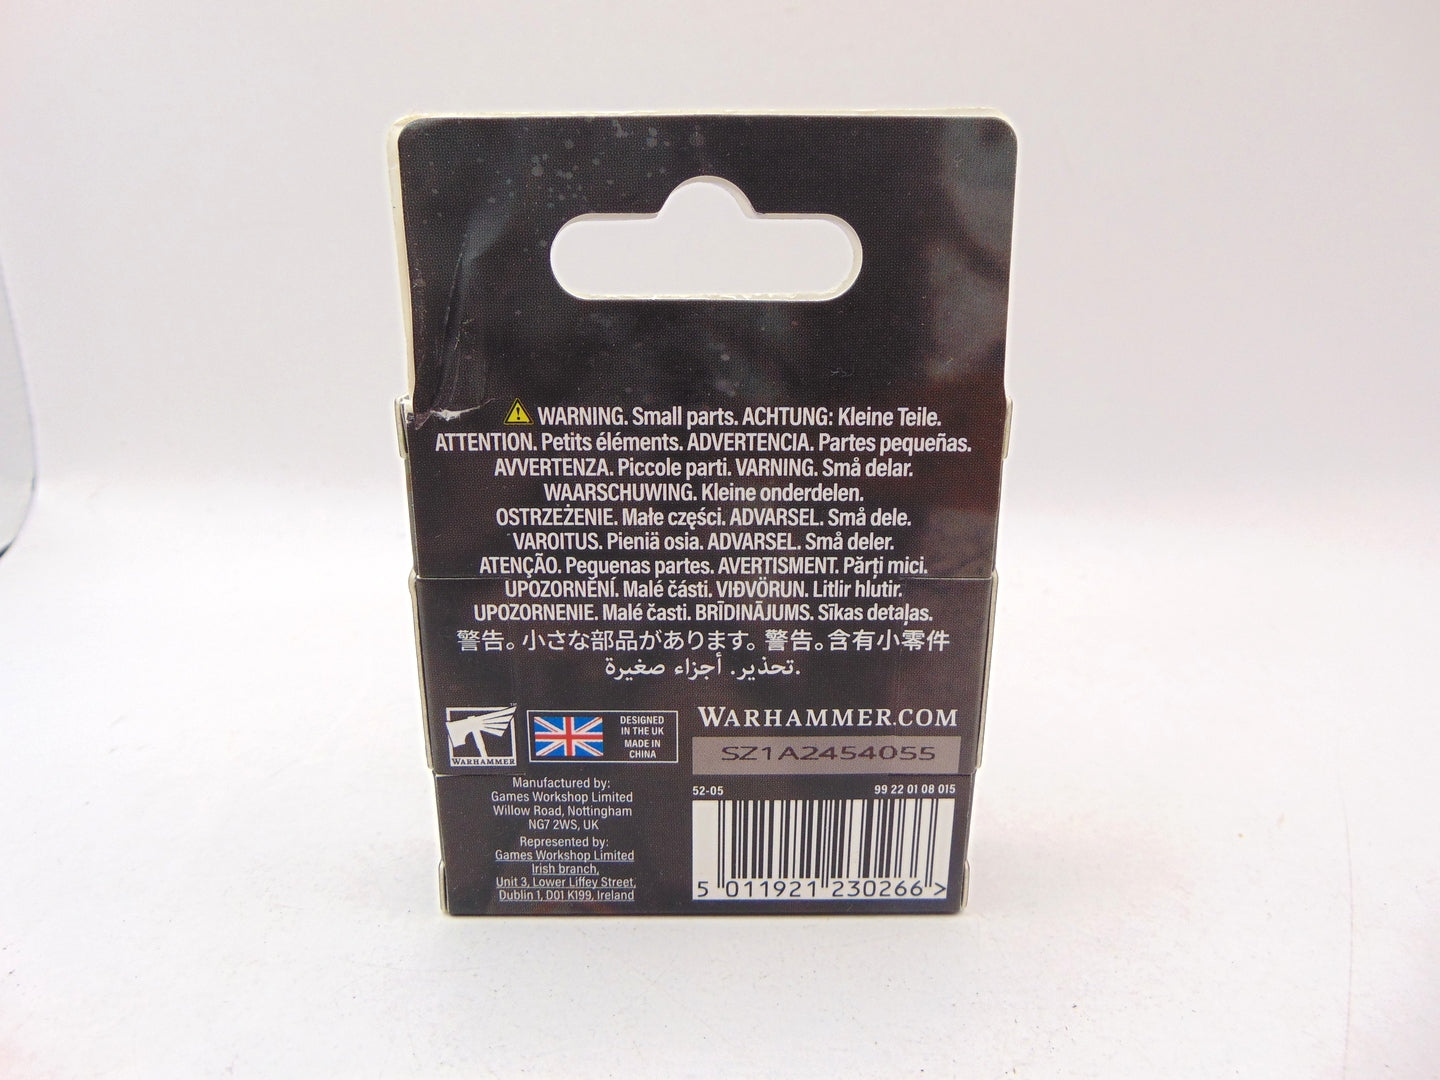 WARNING. Small parts. ACHTUNG: Kleine Teile.
ATTENTION. Petits éléments. ADVERTENCIA. Partes pequeñas.
AVVERTENZA. Piccole parti. VARNING. Små delar.
WAARSCHUWING. Kleine onderdelen.
OSTRZEŻENIE. Małe części. ADVARSEL. Små dele.
VAROITUS. Pieniä osia. ADVARSEL. Små deler.
ATENÇÃO. Peguenas partes. AVERTISMENT. Părți mici.
UPOZORNĚNÍ. Malé části. VIÐVÖRUN. Litlir hlutir.
UPOZORNENIE. Malé časti. BRĪDINĀJUMS. Sīkas detaļas.
警告。小さな部品があります。警告。含有小零件
تحذير. أجزاء صغيرة.
WARHAMMER
DESIGNED
IN THE UK
MADE IN
CHINA
WARHAMMER.COM
SZ1A2454055
Manufactured by:
Games Workshop Limited
Willow Road, Nottingham
NG7 2WS, UK
Represented by:
Games Workshop Limited
Irish branch,
Unit 3, Lower Liffey Street,
Dublin 1, D01 K199, Ireland
52-05 99 22 01 08 015
5 011921 230266 >